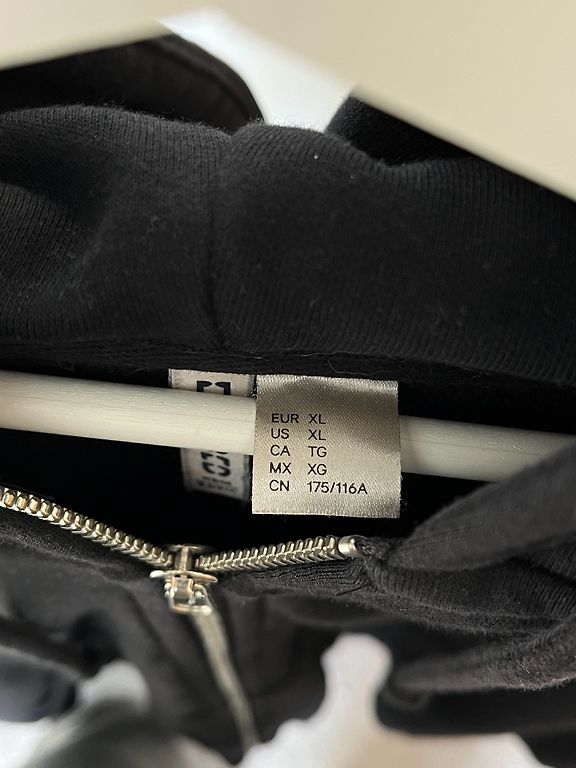 EUR XL
US XL
CA TG
MX XG
CN 175/116A